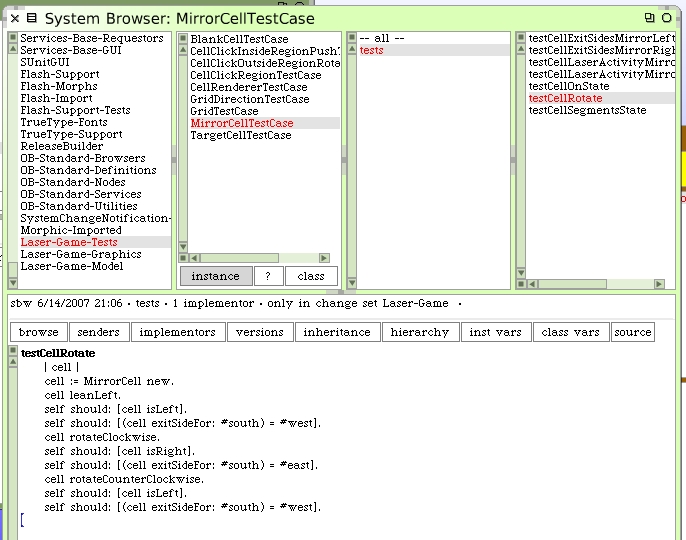 System Browser: MirrorCellTestCase
Services-Base-Requestors
Services-Base-GUI
SUnitGUI
Flash-Support
Flash-Morphs
Flash-Import
Flash-Support-Tests
TrueType-Fonts
TrueType-Support
ReleaseBuilder
OB-Standard-Browsers
OB-Standard-Definitions
OB-Standard-Nodes
OB-Standard-Services
OB-Standard-Utilities
SystemChangeNotification-
Morphic-Imported
Laser-Game-Tests
Laser-Game-Graphics
Laser-Game-Model
BlankCellTestCase
CellClickInsideRegionPushT
CellClickOutsideRegionRota
CellClickRegionTestCase
CellRendererTestCase
GridDirectionTestCase
GridTestCase
MirrorCellTestCase
TargetCellTestCase
instance ? class
-- all --
tests
testCellExitSidesMirrorLeft
testCellExitSidesMirrorRigh
testCellLaserActivityMirro
testCellLaserActivityMirro
testCellOnState
testCellRotate
testCellSegmentsState
sbw 6/14/2007 21:06 · tests · 1 implementor · only in change set Laser-Game ·
browse senders implementors versions inheritance hierarchy inst vars class vars source
testCellRotate
| cell |
cell := MirrorCell new.
cell leanLeft.
self should: [cell isLeft].
self should: [(cell exitSideFor: #south) = #west].
cell rotateClockwise.
self should: [cell isRight].
self should: [(cell exitSideFor: #south) = #east].
cell rotateCounterClockwise.
self should: [cell isLeft].
self should: [(cell exitSideFor: #south) = #west].